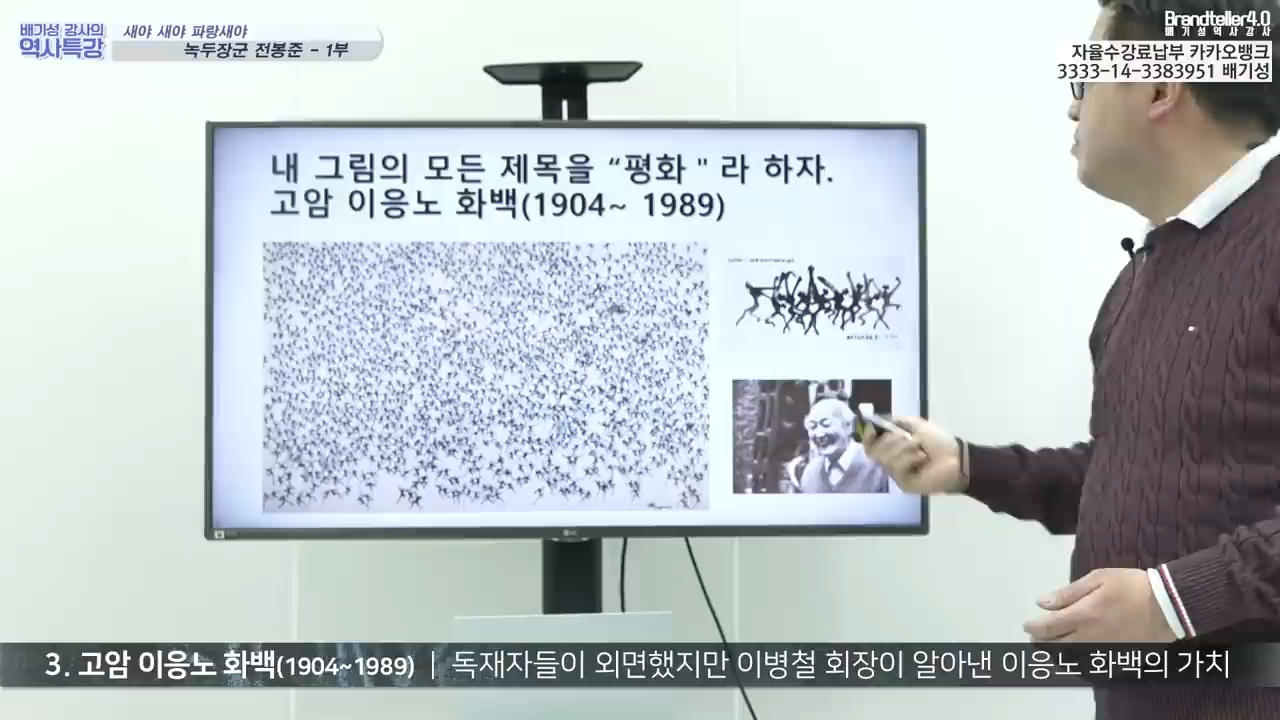 배기성 강사의
역사특강
새야 새야 파랑새야
녹두장군 전봉준 - 1부
Brandteller4.0
배기성역사강사
자율수강료납부 카카오뱅크
3333-14-3383951 배기성
내 그림의 모든 제목을 “평화"라 하자.
고암 이응노 화백(1904~ 1989)
LG
3. 고암 이응노 화백(1904~1989) | 독재자들이 외면했지만 이병철 회장이 알아낸 이응노 화백의 가치